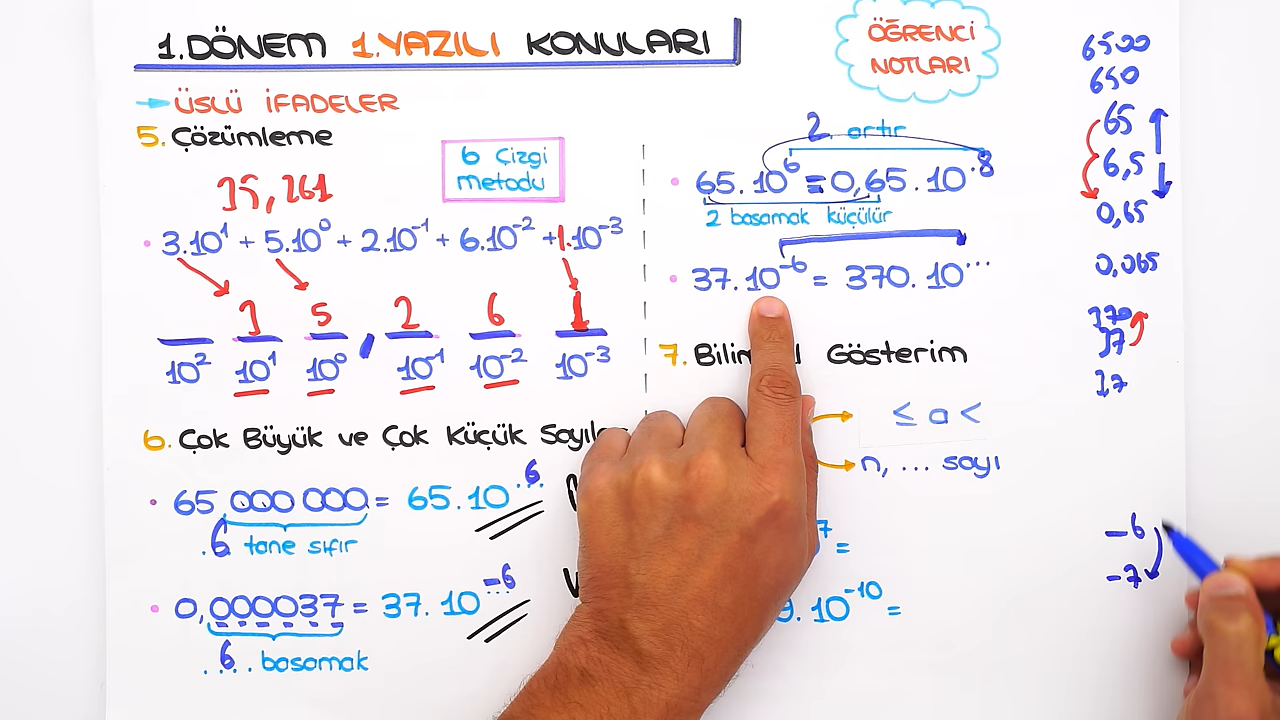 1.DÖNEM 1.YAZILI KONULARI
ÖĞRENCİ
NOTLARI
→ ÜSLÜ İFADELER
5. Çözümleme
6 Çizgi
metodu
35,261
• 3.10¹ + 5.10⁰ + 2.10⁻¹ + 6.10⁻² + 1.10⁻³
3 5 , 2 6 1
10² 10¹ 10⁰ 10⁻¹ 10⁻² 10⁻³
6. Çok Büyük ve Çok Küçük
• 65 000 000 = 65.10⁶
.6. tane sıfır
• 0,000037 = 37.10⁻⁶
..6.. basamak
2. artır
• 65.10⁶ = 0,65.10⁸
2 basamak küçülür
• 37.10⁻⁶ = 370.10˙˙˙
7. Gösterim
≤ a <
n, ... sayı
7 =
.10⁻¹⁰ =
6500
650
65
6,5
0,65
0,065
370
37
3,7
-6
-7